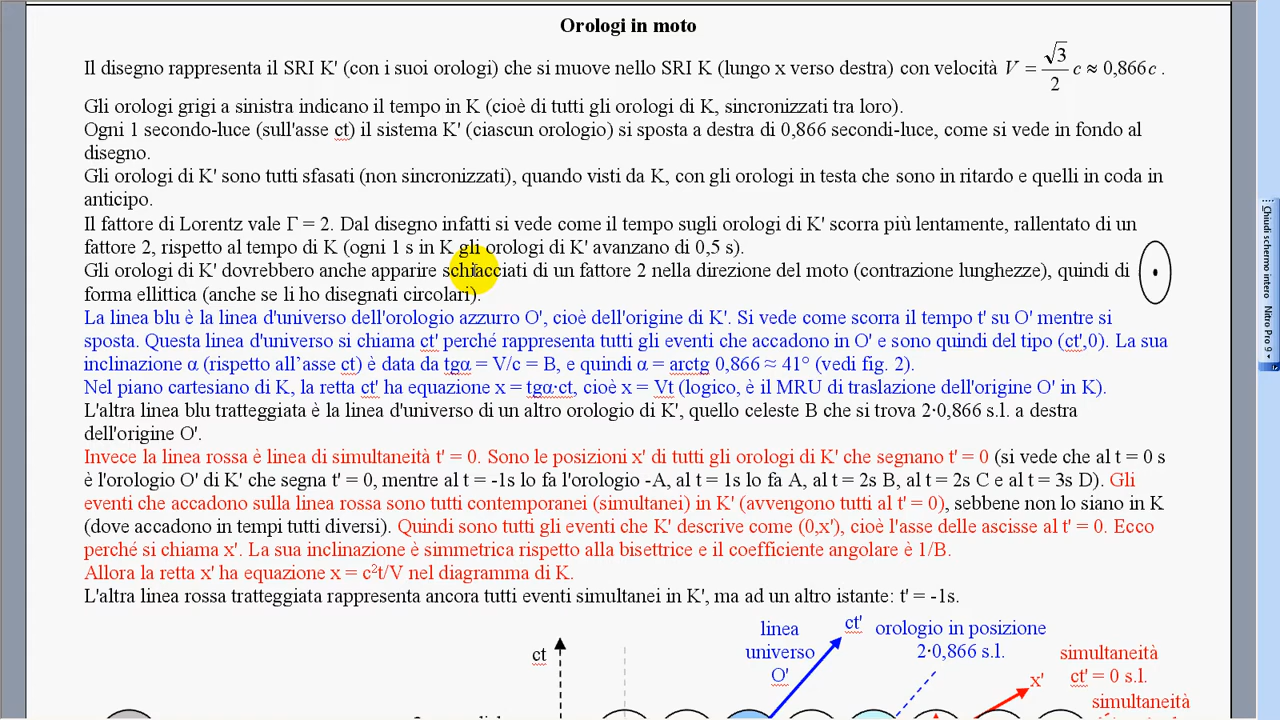 Orologi in moto
Il disegno rappresenta il SRI K' (con i suoi orologi) che si muove nello SRI K (lungo x verso destra) con velocità V = √3/2 c ≈ 0,866c .
Gli orologi grigi a sinistra indicano il tempo in K (cioè di tutti gli orologi di K, sincronizzati tra loro).
Ogni 1 secondo-luce (sull'asse ct) il sistema K' (ciascun orologio) si sposta a destra di 0,866 secondi-luce, come si vede in fondo al
disegno.
Gli orologi di K' sono tutti sfasati (non sincronizzati), quando visti da K, con gli orologi in testa che sono in ritardo e quelli in coda in
anticipo.
Il fattore di Lorentz vale Γ = 2. Dal disegno infatti si vede come il tempo sugli orologi di K' scorra più lentamente, rallentato di un
fattore 2, rispetto al tempo di K (ogni 1 s in K gli orologi di K' avanzano di 0,5 s).
Gli orologi di K' dovrebbero anche apparire schiacciati di un fattore 2 nella direzione del moto (contrazione lunghezze), quindi di
forma ellittica (anche se li ho disegnati circolari).
La linea blu è la linea d'universo dell'orologio azzurro O', cioè dell'origine di K'. Si vede come scorra il tempo t' su O' mentre si
sposta. Questa linea d'universo si chiama ct' perché rappresenta tutti gli eventi che accadono in O' e sono quindi del tipo (ct',0). La sua
inclinazione α (rispetto all’asse ct) è data da tgα = V/c = B, e quindi α = arctg 0,866 ≈ 41° (vedi fig. 2).
Nel piano cartesiano di K, la retta ct' ha equazione x = tgα·ct, cioè x = Vt (logico, è il MRU di traslazione dell'origine O' in K).
L'altra linea blu tratteggiata è la linea d'universo di un altro orologio di K', quello celeste B che si trova 2·0,866 s.l. a destra
dell'origine O'.
Invece la linea rossa è linea di simultaneità t' = 0. Sono le posizioni x' di tutti gli orologi di K' che segnano t' = 0 (si vede che al t = 0 s
è l'orologio O' di K' che segna t' = 0, mentre al t = -1s lo fa l'orologio -A, al t = 1s lo fa A, al t = 2s B, al t = 2s C e al t = 3s D). Gli
eventi che accadono sulla linea rossa sono tutti contemporanei (simultanei) in K' (avvengono tutti al t' = 0), sebbene non lo siano in K
(dove accadono in tempi tutti diversi). Quindi sono tutti gli eventi che K' descrive come (0,x'), cioè l'asse delle ascisse al t' = 0. Ecco
perché si chiama x'. La sua inclinazione è simmetrica rispetto alla bisettrice e il coefficiente angolare è 1/B.
Allora la retta x' ha equazione x = c²t/V nel diagramma di K.
L'altra linea rossa tratteggiata rappresenta ancora tutti eventi simultanei in K', ma ad un altro istante: t' = -1s.
ct
linea
universo
O'
ct'
orologio in posizione
2·0,866 s.l.
x'
simultaneità
ct' = 0 s.l.
simultaneità
Chiudi schermo intero
Nitro Pro 9